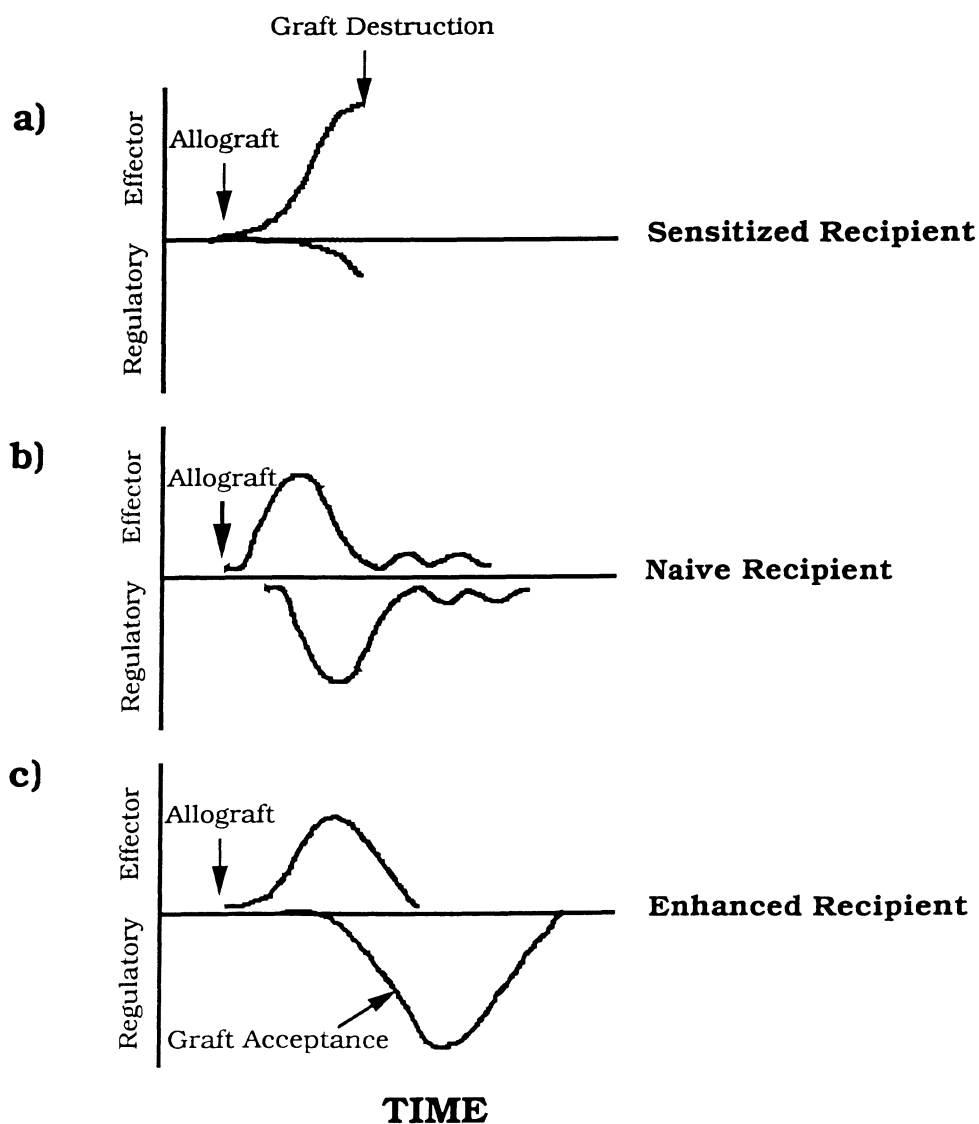 Graft Destruction
a)
Allograft
Effector
Regulatory
Sensitized Recipient
b)
Allograft
Effector
Regulatory
Naive Recipient
c)
Allograft
Effector
Regulatory
Enhanced Recipient
Graft Acceptance
TIME